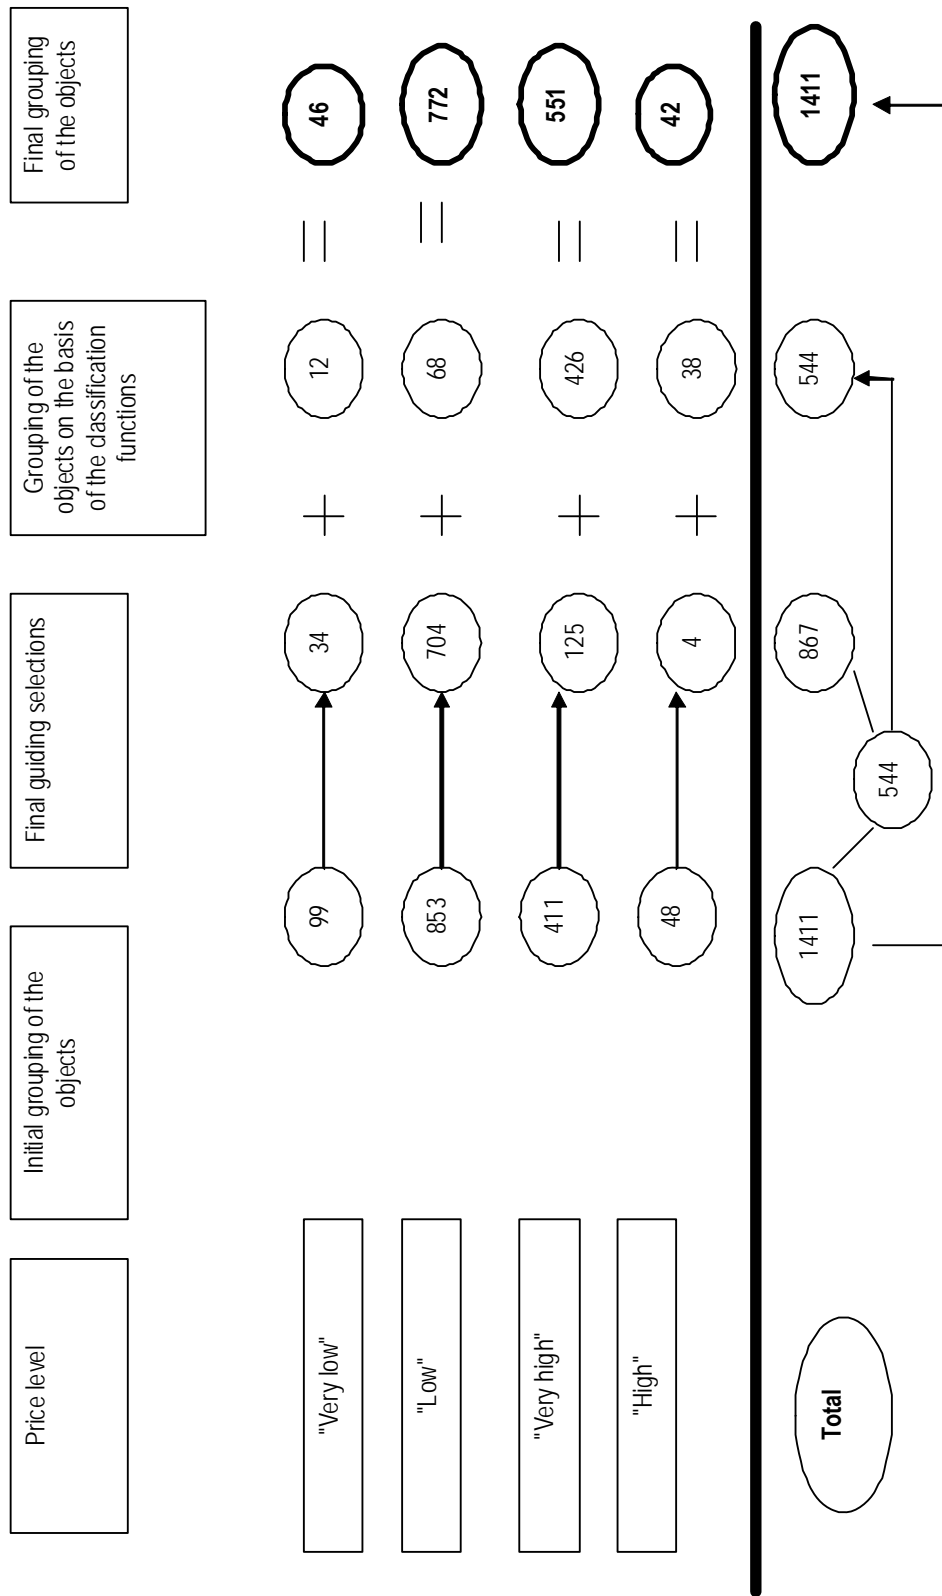 Price level
Initial grouping of the
objects
Final guiding selections
Grouping of the
objects on the basis
of the classification
functions
Final grouping
of the objects
"Very low"
99
34
+
12
=
46
"Low"
853
704
+
68
=
772
"Very high"
411
125
+
426
=
551
"High"
48
4
+
38
=
42
Total
1411
867
544
1411
544